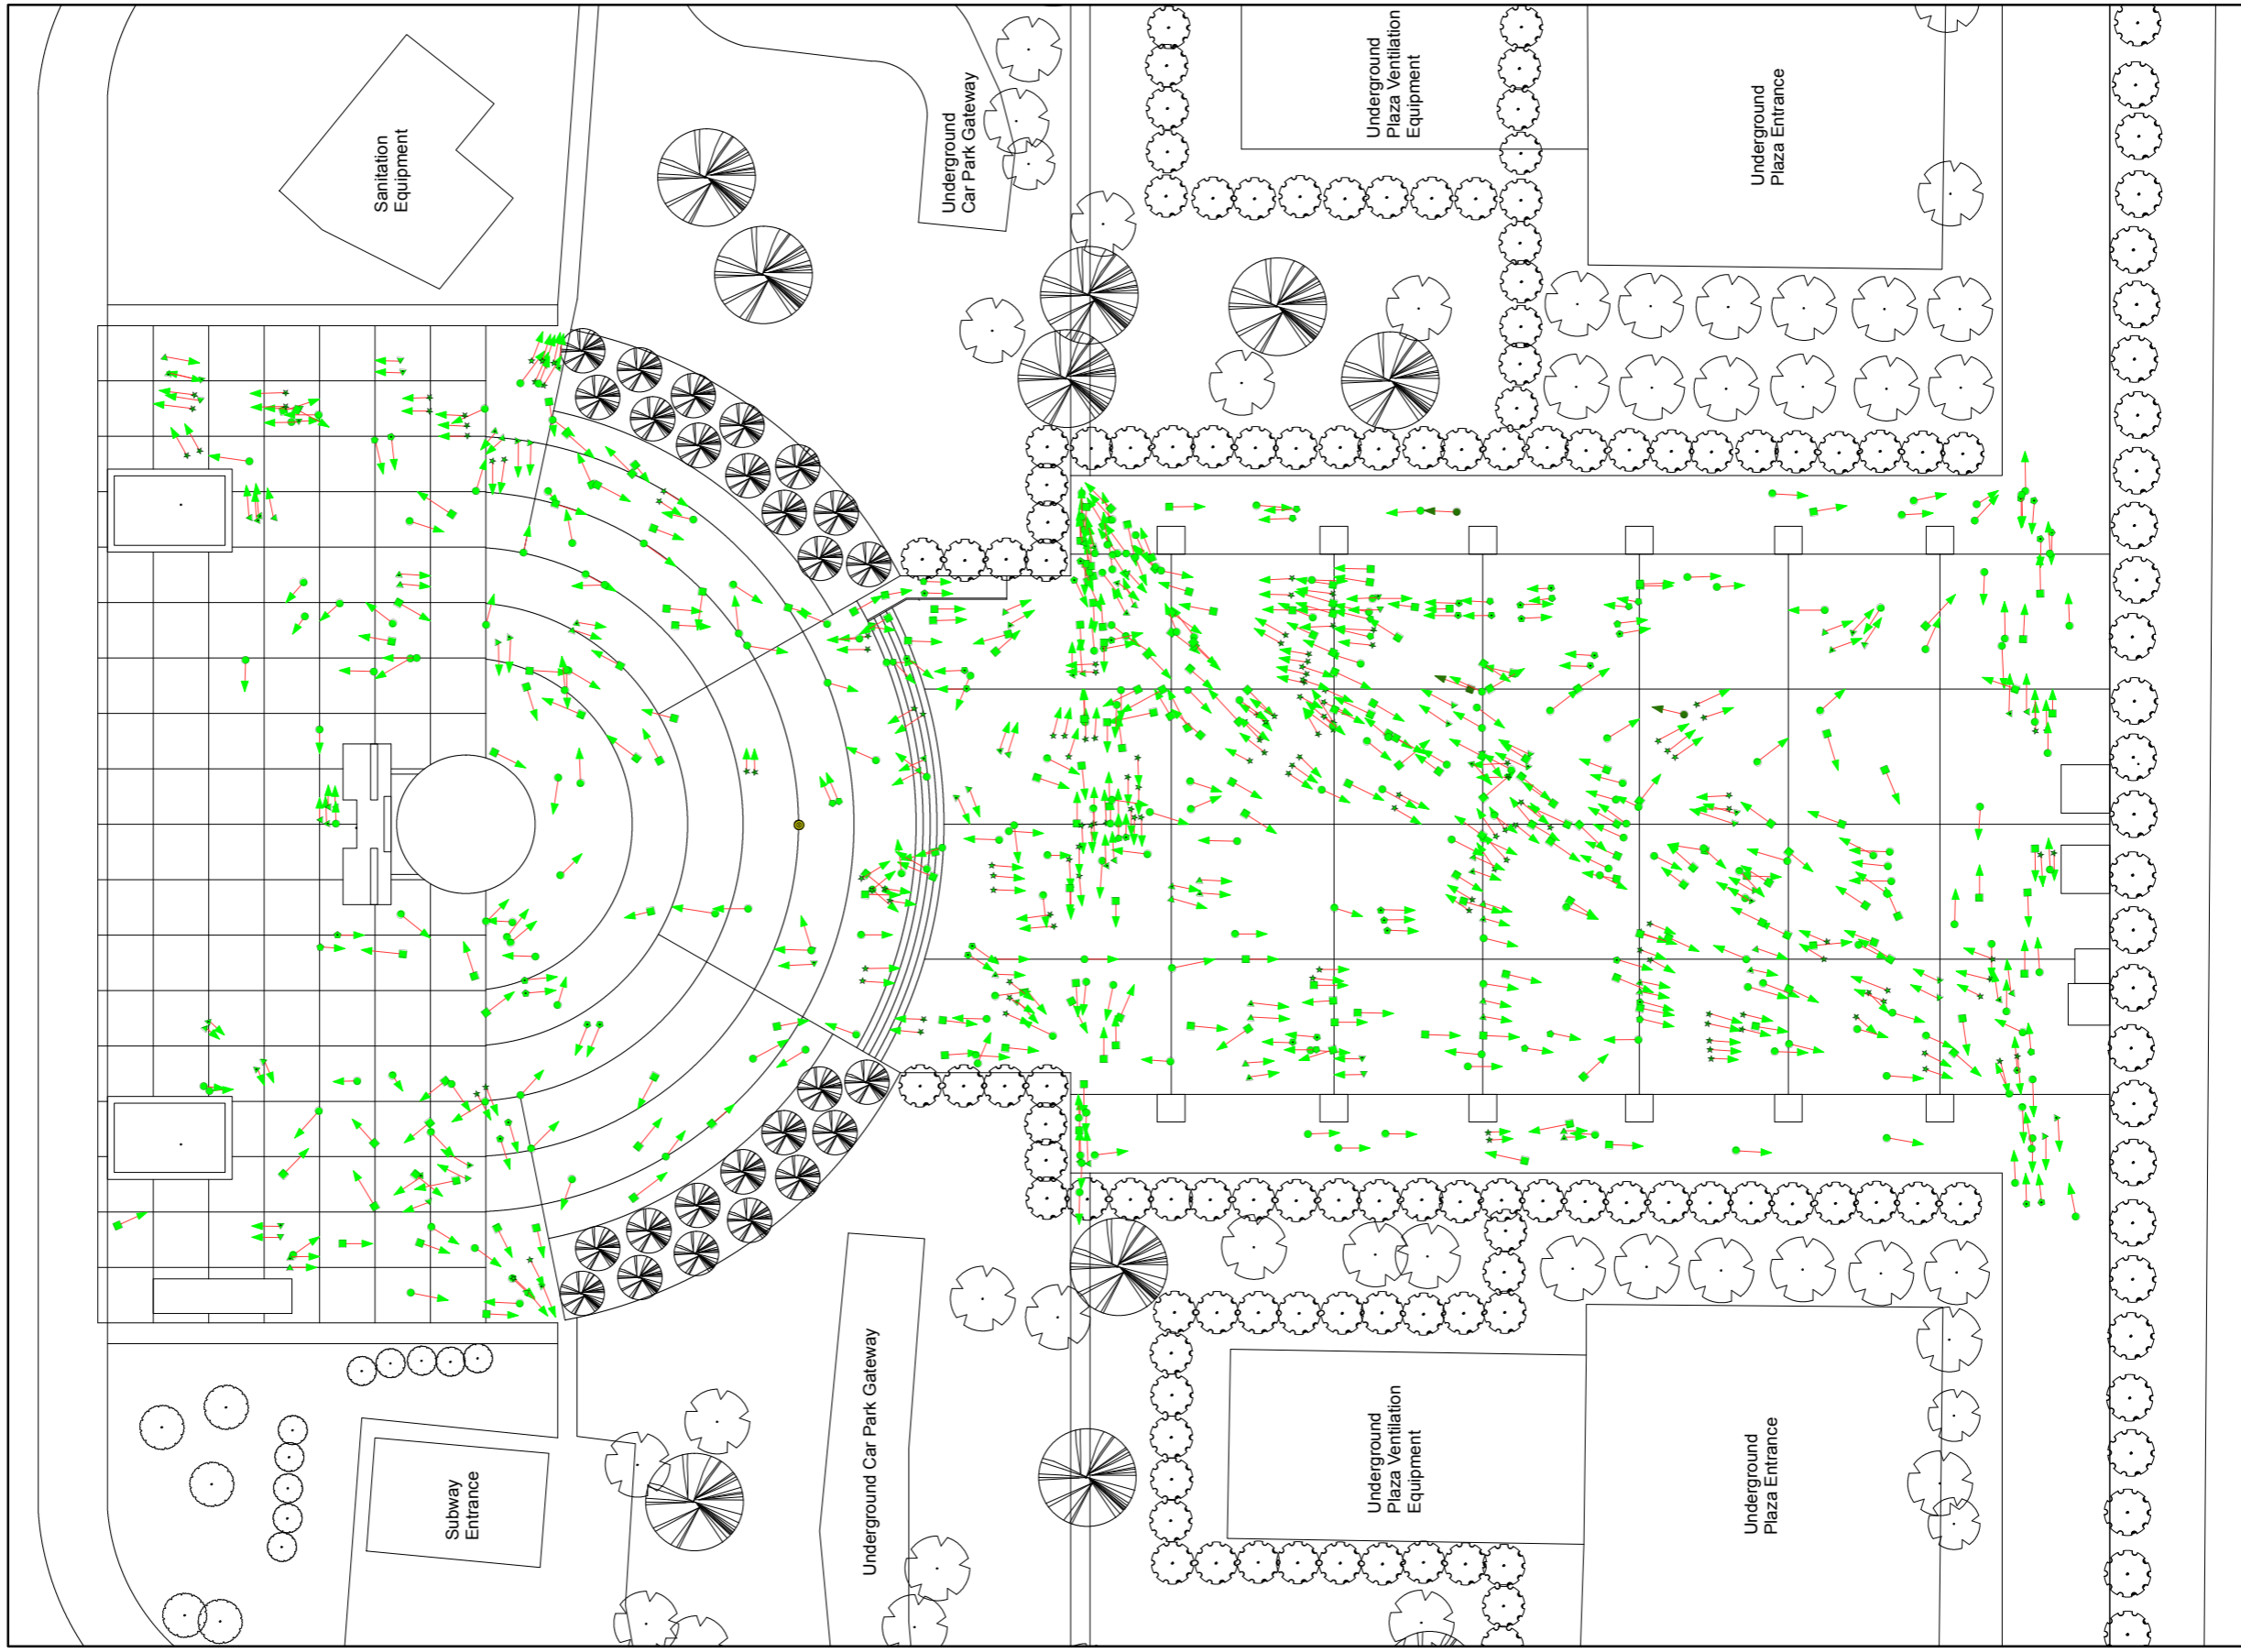 Sanitation
Equipment
Underground
Car Park Gateway
Underground
Plaza Ventilation
Equipment
Underground
Plaza Entrance
Subway
Entrance
Underground Car Park Gateway
Underground
Plaza Ventilation
Equipment
Underground
Plaza Entrance